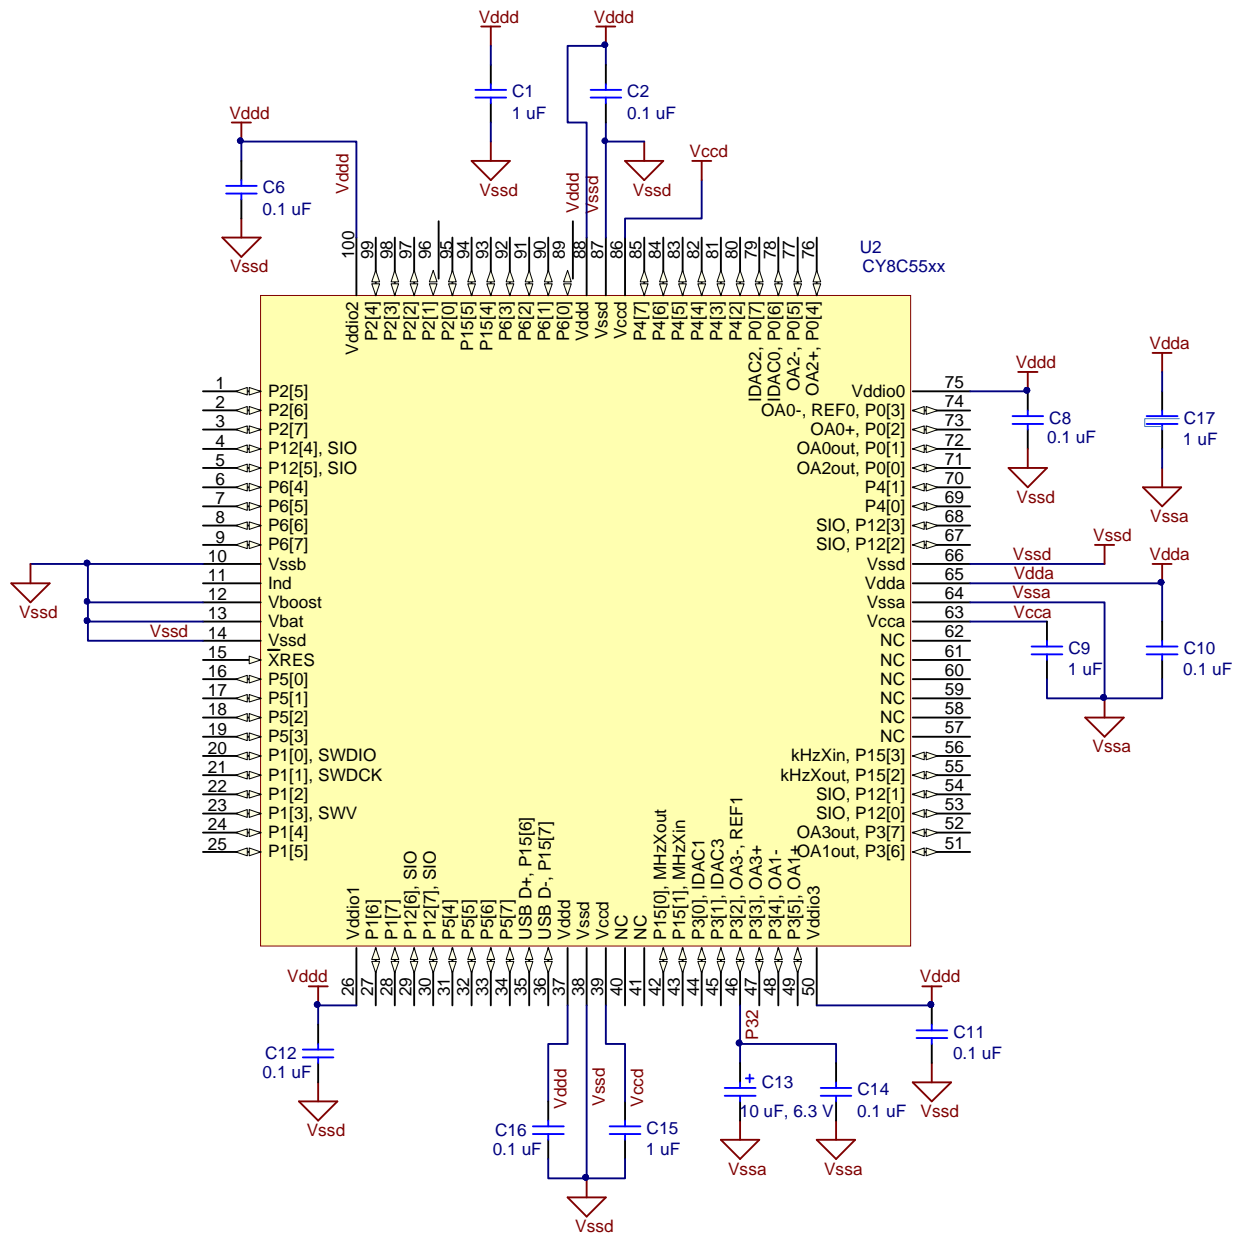 Vddd
C1
1 uF
Vssd
Vddd
C2
0.1 uF
Vssd
Vccd
Vddd
C6
0.1 uF
Vssd
Vddd
Vddd
Vssd
U2
CY8C55xx
100
99
98
97
96
95
94
93
92
91
90
89
88
87
86
85
84
83
82
81
80
79
78
77
76
Vddio2
P2[4]
P2[3]
P2[2]
P2[1]
P2[0]
P15[5]
P15[4]
P6[3]
P6[2]
P6[1]
P6[0]
Vddd
Vssd
Vccd
P4[7]
P4[6]
P4[5]
P4[4]
P4[3]
P4[2]
IDAC2, P0[7]
IDAC0, P0[6]
OA2-, P0[5]
OA2+, P0[4]
1 P2[5]
2 P2[6]
3 P2[7]
4 P12[4], SIO
5 P12[5], SIO
6 P6[4]
7 P6[5]
8 P6[6]
9 P6[7]
10 Vssb
11 Ind
12 Vboost
13 Vbat
Vssd 14 Vssd
15 XRES
16 P5[0]
17 P5[1]
18 P5[2]
19 P5[3]
20 P1[0], SWDIO
21 P1[1], SWDCK
22 P1[2]
23 P1[3], SWV
24 P1[4]
25 P1[5]
Vssd
Vddio0 75
OA0-, REF0, P0[3] 74
OA0+, P0[2] 73
OA0out, P0[1] 72
OA2out, P0[0] 71
P4[1] 70
P4[0] 69
SIO, P12[3] 68
SIO, P12[2] 67
Vssd 66 Vssd
Vdda 65 Vdda
Vssa 64 Vssa
Vcca 63 Vcca
NC 62
NC 61
NC 60
NC 59
NC 58
NC 57
kHzXin, P15[3] 56
kHzXout, P15[2] 55
SIO, P12[1] 54
SIO, P12[0] 53
OA3out, P3[7] 52
OA1out, P3[6] 51
Vddd
C8
0.1 uF
Vssd
Vdda
C17
1 uF
Vssa
Vssd
Vdda
C9
1 uF
C10
0.1 uF
Vssa
Vddio1
P1[6]
P1[7]
P12[6], SIO
P12[7], SIO
P5[4]
P5[5]
P5[6]
P5[7]
USB D+, P15[6]
USB D-, P15[7]
Vddd
Vssd
Vccd
NC
NC
P15[0], MHzXout
P15[1], MHzXin
P3[0], IDAC1
P3[1], IDAC3
P3[2], OA3-, REF1
P3[3], OA3+
P3[4], OA1-
P3[5], OA1+
Vddio3
26
27
28
29
30
31
32
33
34
35
36
37
38
39
40
41
42
43
44
45
46
47
48
49
50
Vddd
C12
0.1 uF
Vssd
Vddd
Vssd
Vccd
C16
0.1 uF
C15
1 uF
Vssd
P32
+
C13
10 uF, 6.3 V
Vssa
C14
0.1 uF
Vssa
Vddd
C11
0.1 uF
Vssd